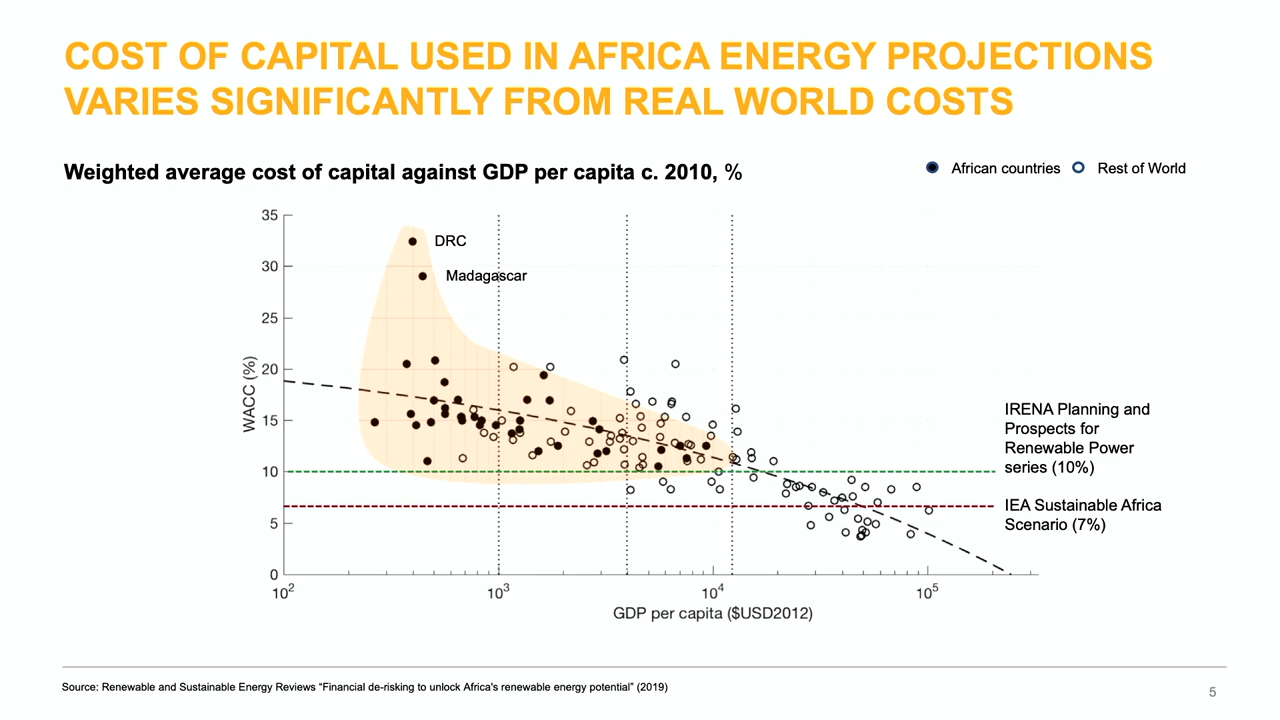 COST OF CAPITAL USED IN AFRICA ENERGY PROJECTIONS
VARIES SIGNIFICANTLY FROM REAL WORLD COSTS
Weighted average cost of capital against GDP per capita c. 2010, %
African countries
Rest of World
35
30
25
20
15
10
5
0
WACC (%)
DRC
Madagascar
IRENA Planning and
Prospects for
Renewable Power
series (10%)
IEA Sustainable Africa
Scenario (7%)
10²
10³
10⁴
10⁵
GDP per capita ($USD2012)
Source: Renewable and Sustainable Energy Reviews “Financial de-risking to unlock Africa's renewable energy potential” (2019)
5